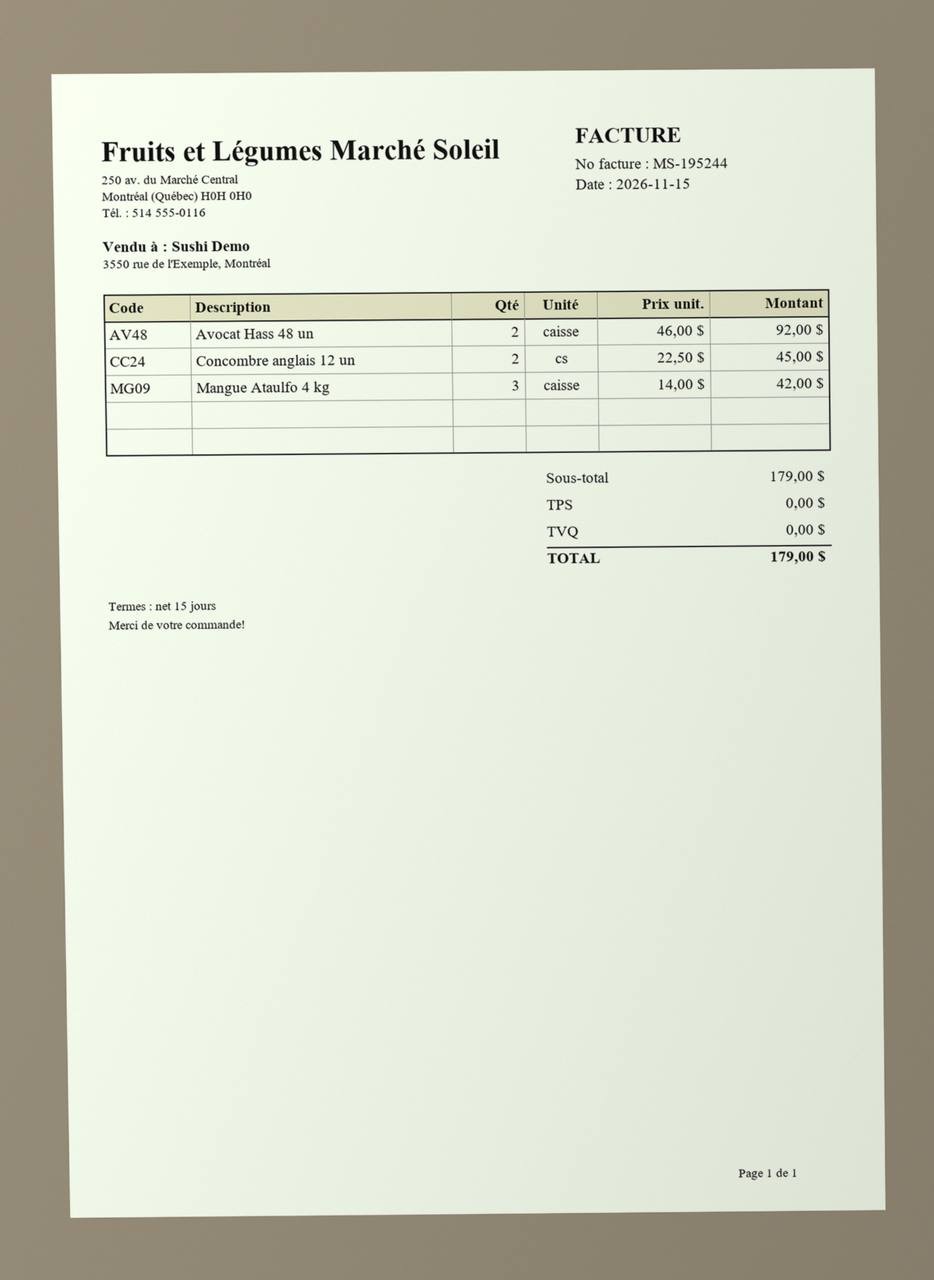 Fruits et Légumes Marché Soleil
250 av. du Marché Central
Montréal (Québec) H0H 0H0
Tél. : 514 555-0116
FACTURE
No facture : MS-195244
Date : 2026-11-15
Vendu à : Sushi Demo
3550 rue de l'Exemple, Montréal
Code Description Qté Unité Prix unit. Montant
AV48 Avocat Hass 48 un 2 caisse 46,00 $ 92,00 $
CC24 Concombre anglais 12 un 2 cs 22,50 $ 45,00 $
MG09 Mangue Ataulfo 4 kg 3 caisse 14,00 $ 42,00 $
Sous-total 179,00 $
TPS 0,00 $
TVQ 0,00 $
TOTAL 179,00 $
Termes : net 15 jours
Merci de votre commande!
Page 1 de 1